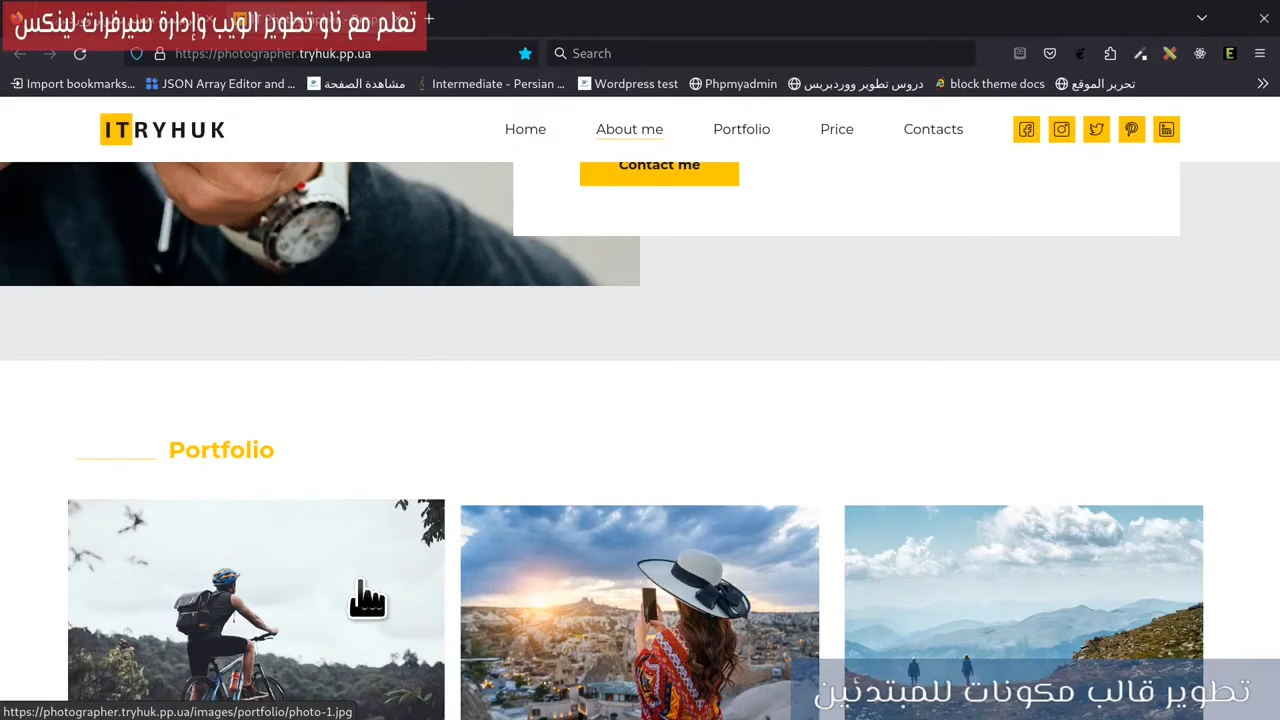 تعلم مع ناو تطوير الويب وإدارة سيرفرات لينكس
https://photographer.tryhuk.pp.ua
Search
Import bookmarks...
JSON Array Editor and ...
مشاهدة الصفحة
Intermediate - Persian ...
Wordpress test
Phpmyadmin
دروس تطوير ووردبريس
block theme docs
تحرير الموقع
ITRYHUK
Home
About me
Portfolio
Price
Contacts
Contact me
Portfolio
تطوير قالب مكونات للمبتدئين
https://photographer.tryhuk.pp.ua/images/portfolio/photo-1.jpg